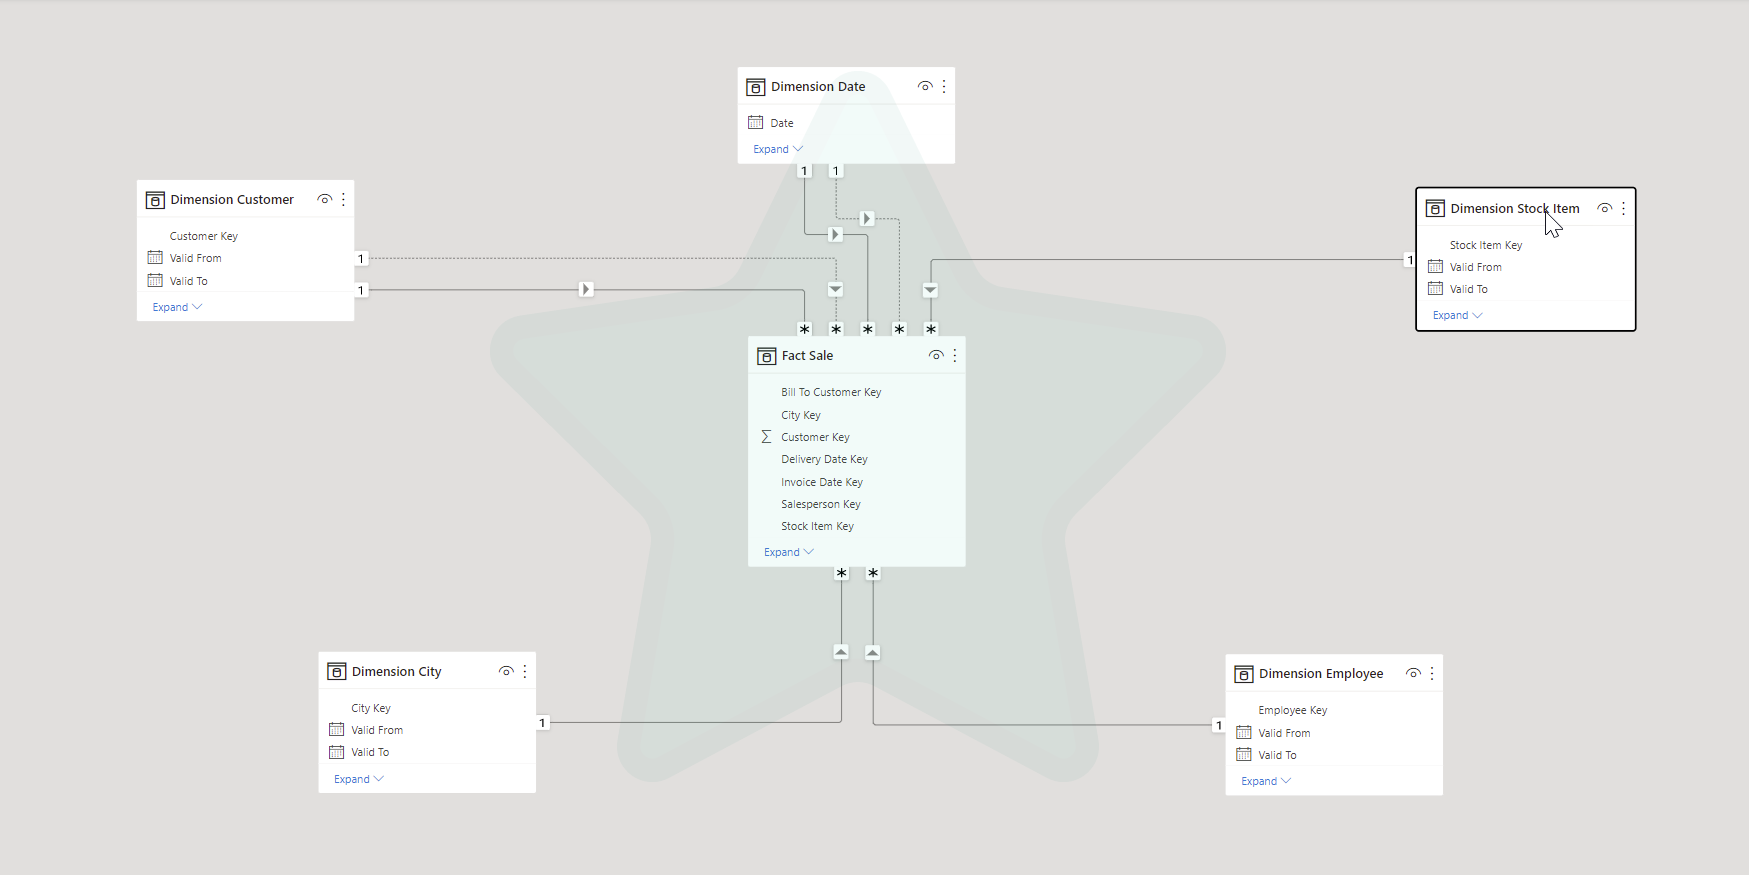 Dimension Date
Date
Expand
1 1
Dimension Customer
Customer Key
Valid From
Valid To
Expand
1
1
Dimension Stock Item
Stock Item Key
Valid From
Valid To
Expand
1
* * * * *
Fact Sale
Bill To Customer Key
City Key
Σ Customer Key
Delivery Date Key
Invoice Date Key
Salesperson Key
Stock Item Key
Expand
* *
Dimension City
City Key
Valid From
Valid To
Expand
1
Dimension Employee
Employee Key
Valid From
Valid To
Expand
1